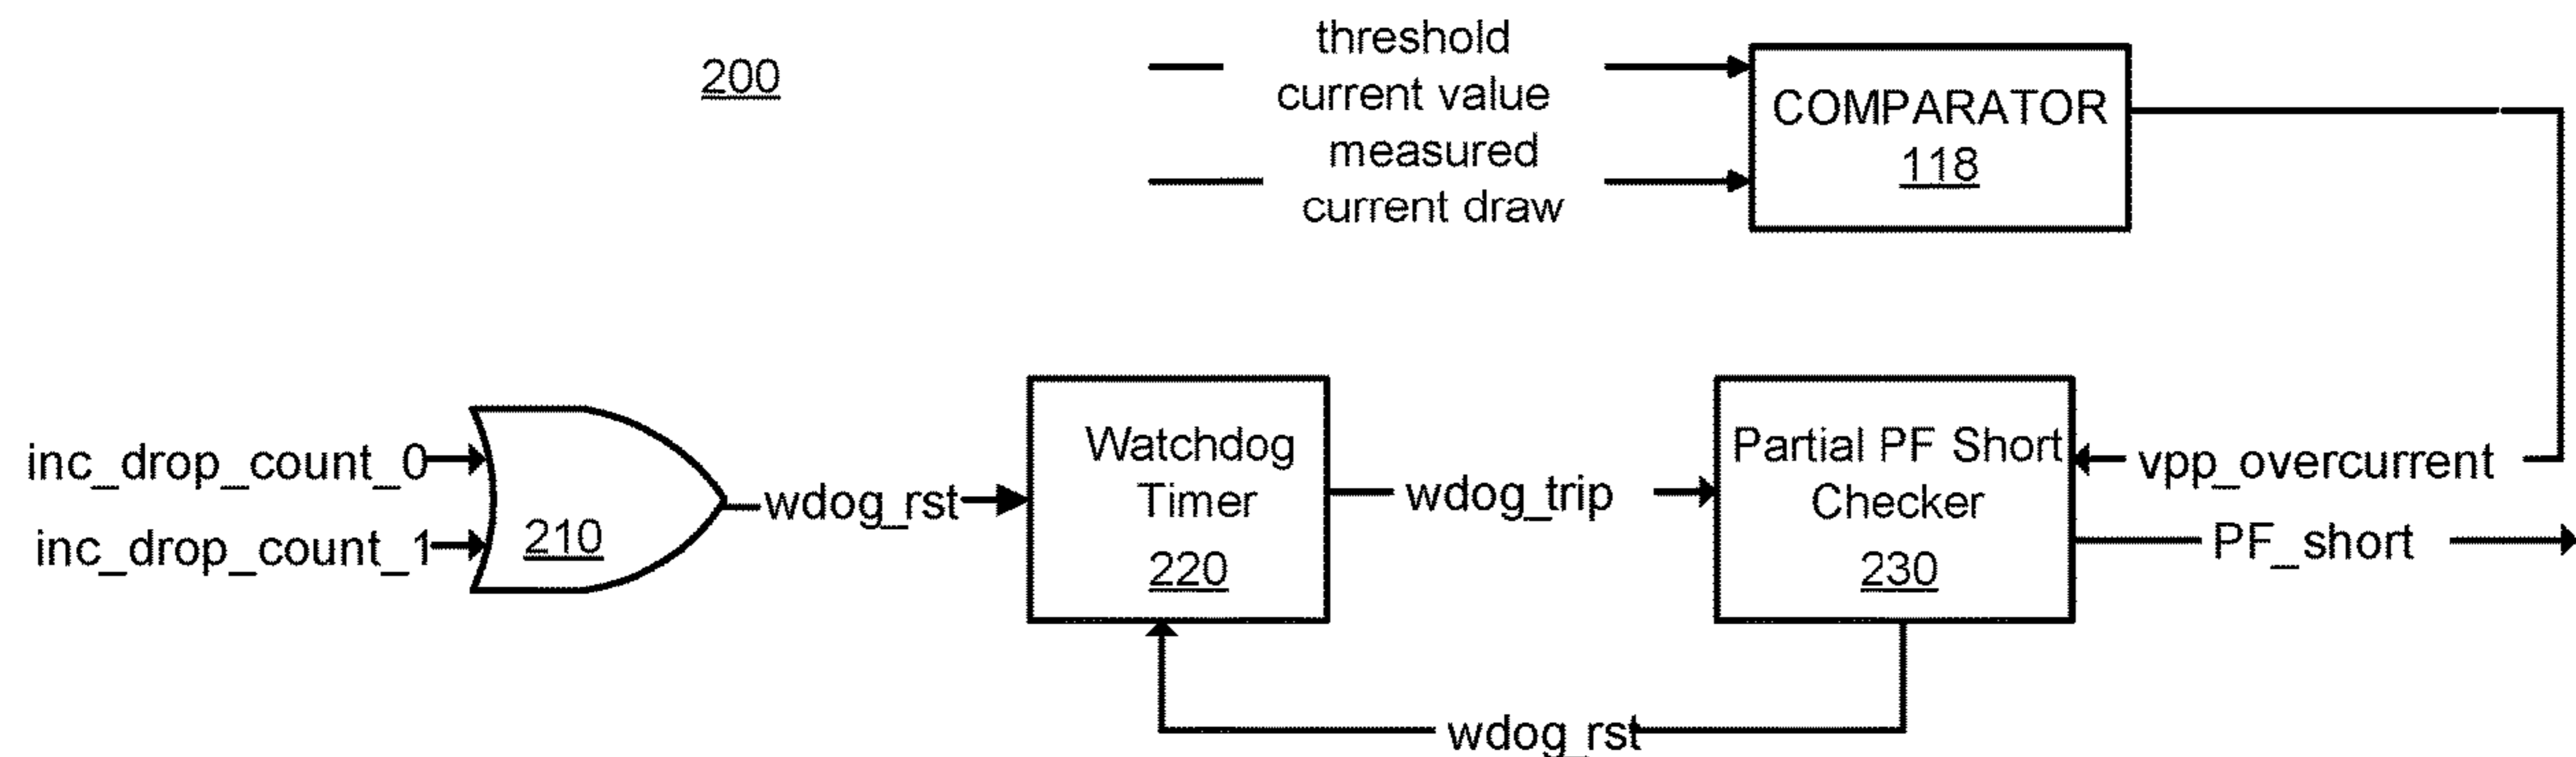 200
threshold
current value
measured
current draw
COMPARATOR
118
inc_drop_count_0
inc_drop_count_1
210
wdog_rst
Watchdog
Timer
220
wdog_trip
Partial PF Short
Checker
230
vpp_overcurrent
PF_short
wdog_rst